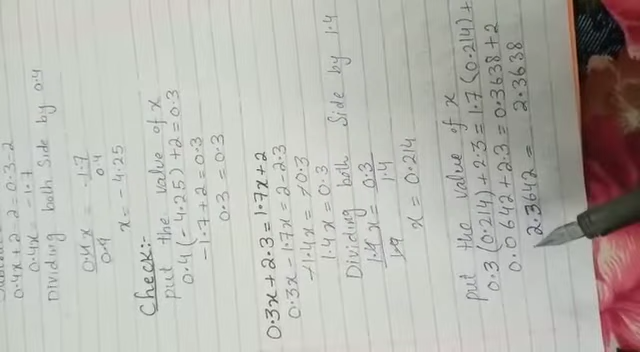 0.4x + 2 - 2 = 0.3 - 2
0.4x = -1.7
Dividing both side by 0.4
0.4x = -1.7
0.4 0.4
x = -4.25
Check:-
put the value of x
0.4(-4.25) + 2 = 0.3
-1.7 + 2 = 0.3
0.3 = 0.3
0.3x + 2.3 = 1.7x + 2
0.3x - 1.7x = 2 - 2.3
-1.4x = -0.3
1.4x = 0.3
Dividing both side by 1.4
1.4x = 0.3
1.4 1.4
x = 0.214
put the value of x
0.3(0.214) + 2.3 = 1.7(0.214) +
0.0642 + 2.3 = 0.3638 + 2
2.3642 = 2.3638